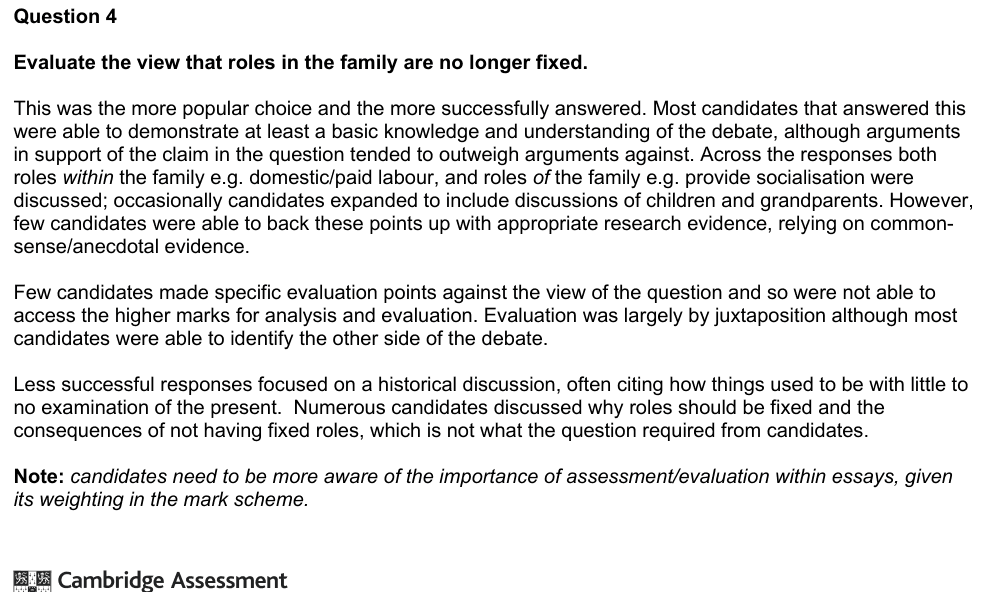 Question 4
Evaluate the view that roles in the family are no longer fixed.
This was the more popular choice and the more successfully answered. Most candidates that answered this
were able to demonstrate at least a basic knowledge and understanding of the debate, although arguments
in support of the claim in the question tended to outweigh arguments against. Across the responses both
roles within the family e.g. domestic/paid labour, and roles of the family e.g. provide socialisation were
discussed; occasionally candidates expanded to include discussions of children and grandparents. However,
few candidates were able to back these points up with appropriate research evidence, relying on common-
sense/anecdotal evidence.
Few candidates made specific evaluation points against the view of the question and so were not able to
access the higher marks for analysis and evaluation. Evaluation was largely by juxtaposition although most
candidates were able to identify the other side of the debate.
Less successful responses focused on a historical discussion, often citing how things used to be with little to
no examination of the present.  Numerous candidates discussed why roles should be fixed and the
consequences of not having fixed roles, which is not what the question required from candidates.
Note: candidates need to be more aware of the importance of assessment/evaluation within essays, given
its weighting in the mark scheme.
Cambridge Assessment